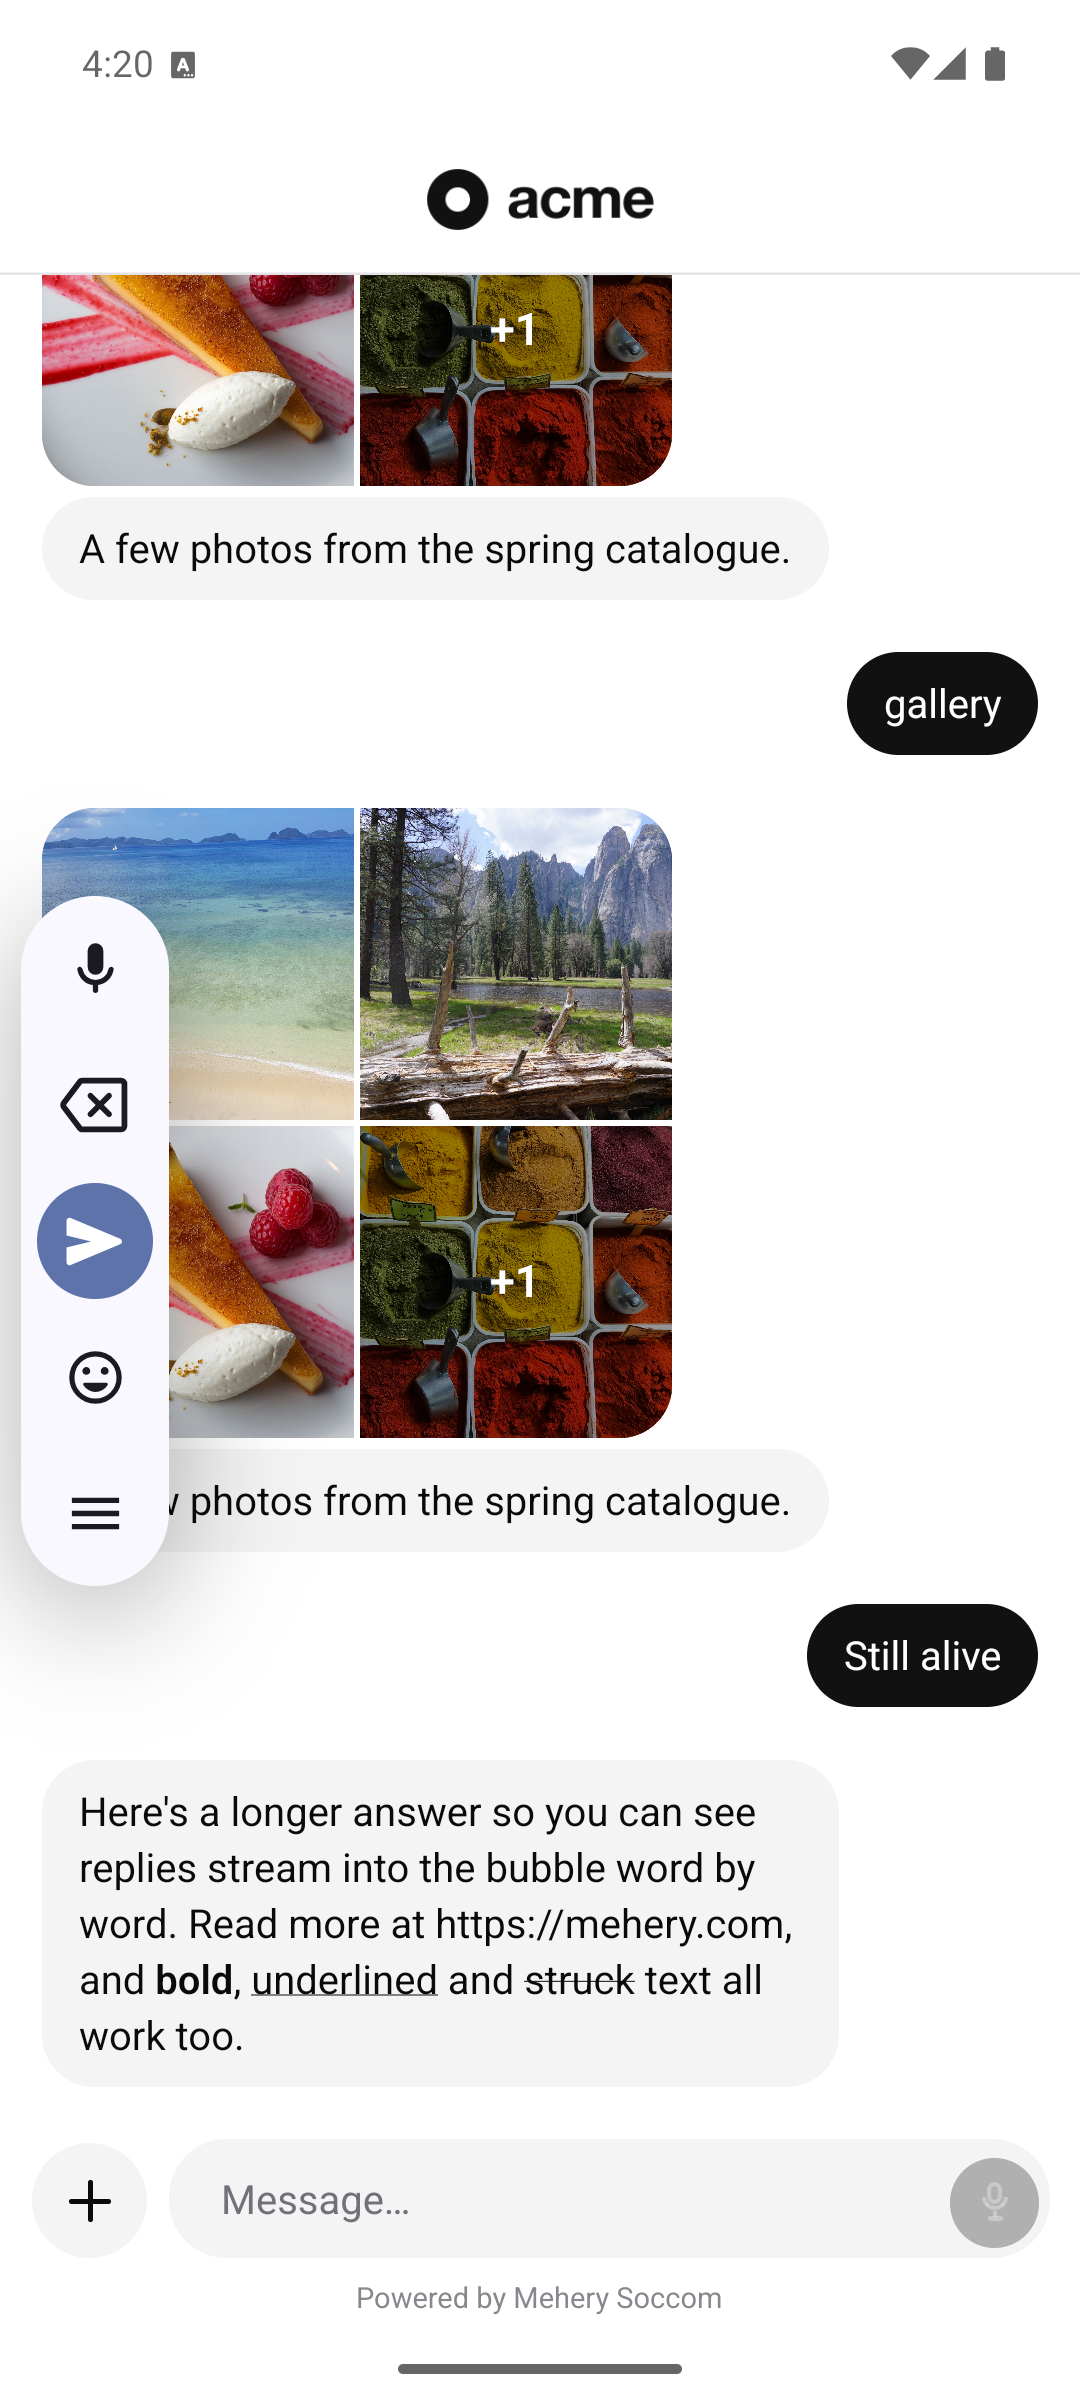 4:20
acme
+1
A few photos from the spring catalogue.
gallery
+1
photos from the spring catalogue.
Still alive
Here's a longer answer so you can see
replies stream into the bubble word by
word. Read more at https://mehery.com,
and bold, underlined and struck text all
work too.
Message...
Powered by Mehery Soccom